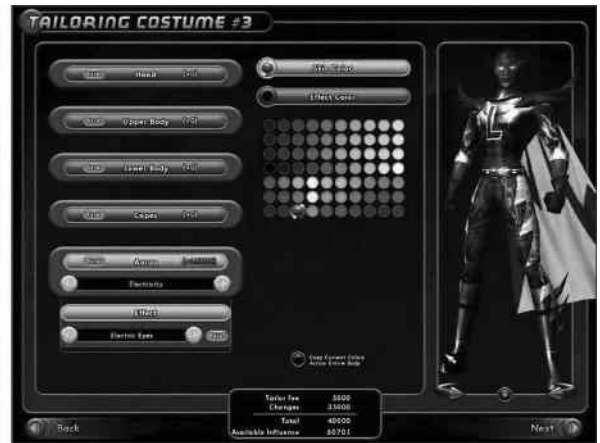 TAILORING COSTUME #3
Head
Upper Body
Lower Body
Capes
Auras
Electricity
Effect
Electric Eyes
Skin Color
Effect Color
L
Copy Current Colors
Across Entire Body
Tailor Fee 5000
Changes 35000
Total 40000
Available Influence 60701
Back
Next